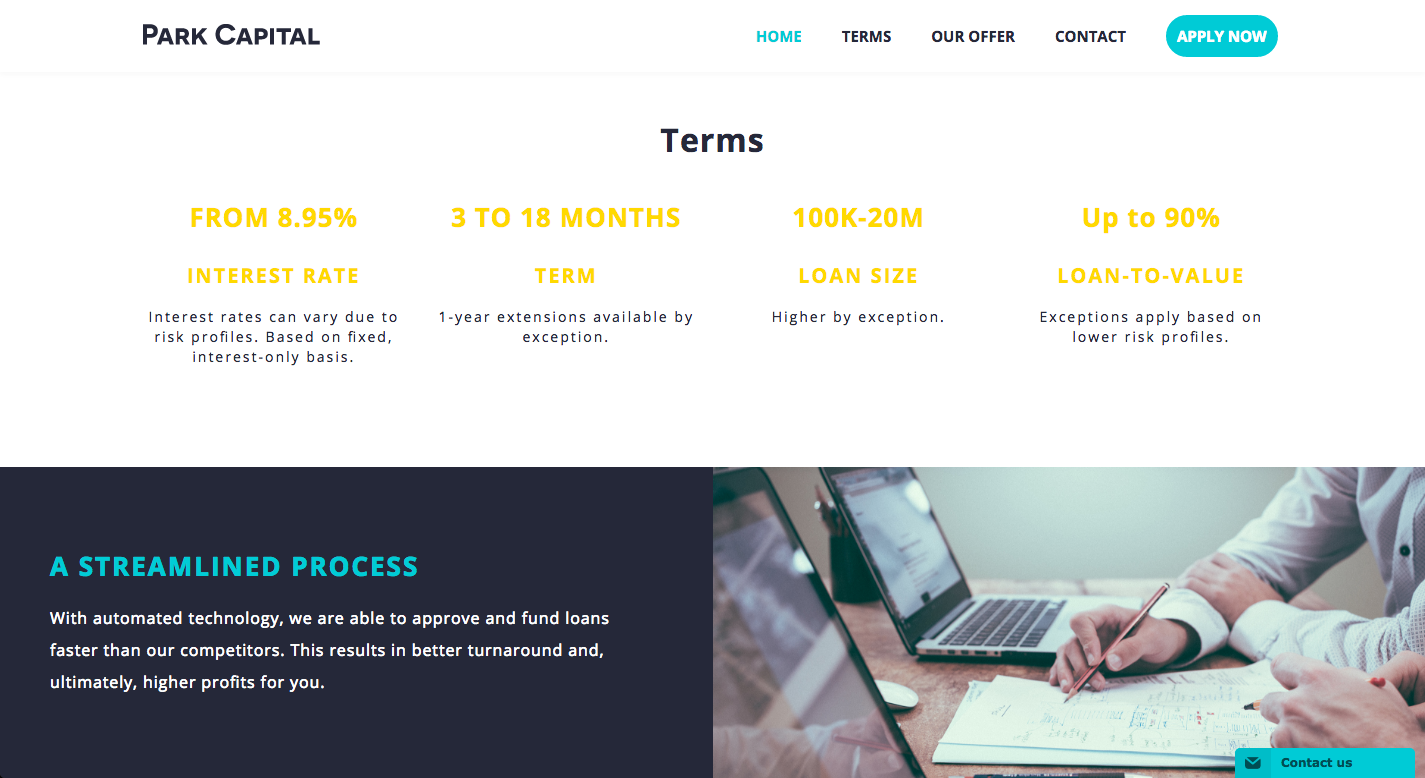 PARK CAPITAL
HOME TERMS OUR OFFER CONTACT APPLY NOW
Terms
FROM 8.95%
INTEREST RATE
Interest rates can vary due to
risk profiles. Based on fixed,
interest-only basis.
3 TO 18 MONTHS
TERM
1-year extensions available by
exception.
100K-20M
LOAN SIZE
Higher by exception.
Up to 90%
LOAN-TO-VALUE
Exceptions apply based on
lower risk profiles.
A STREAMLINED PROCESS
With automated technology, we are able to approve and fund loans
faster than our competitors. This results in better turnaround and,
ultimately, higher profits for you.
Contact us